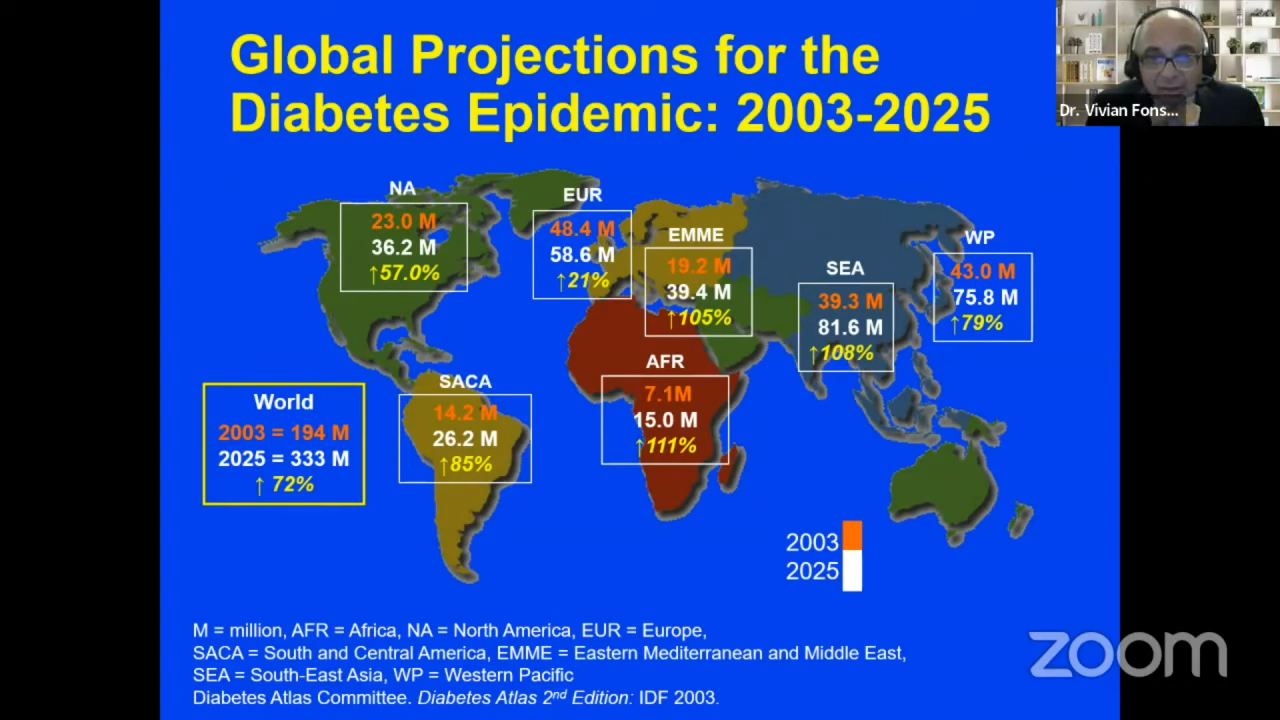 Global Projections for the
Diabetes Epidemic: 2003-2025
Dr. Vivian Fons...
NA
23.0 M
36.2 M
↑57.0%
EUR
48.4 M
58.6 M
↑21%
EMME
19.2 M
39.4 M
↑105%
SEA
39.3 M
81.6 M
↑108%
WP
43.0 M
75.8 M
↑79%
AFR
7.1M
15.0 M
↑111%
SACA
14.2 M
26.2 M
↑85%
World
2003 = 194 M
2025 = 333 M
↑ 72%
2003
2025
M = million, AFR = Africa, NA = North America, EUR = Europe,
SACA = South and Central America, EMME = Eastern Mediterranean and Middle East,
SEA = South-East Asia, WP = Western Pacific
Diabetes Atlas Committee. Diabetes Atlas 2nd Edition: IDF 2003.
zoom